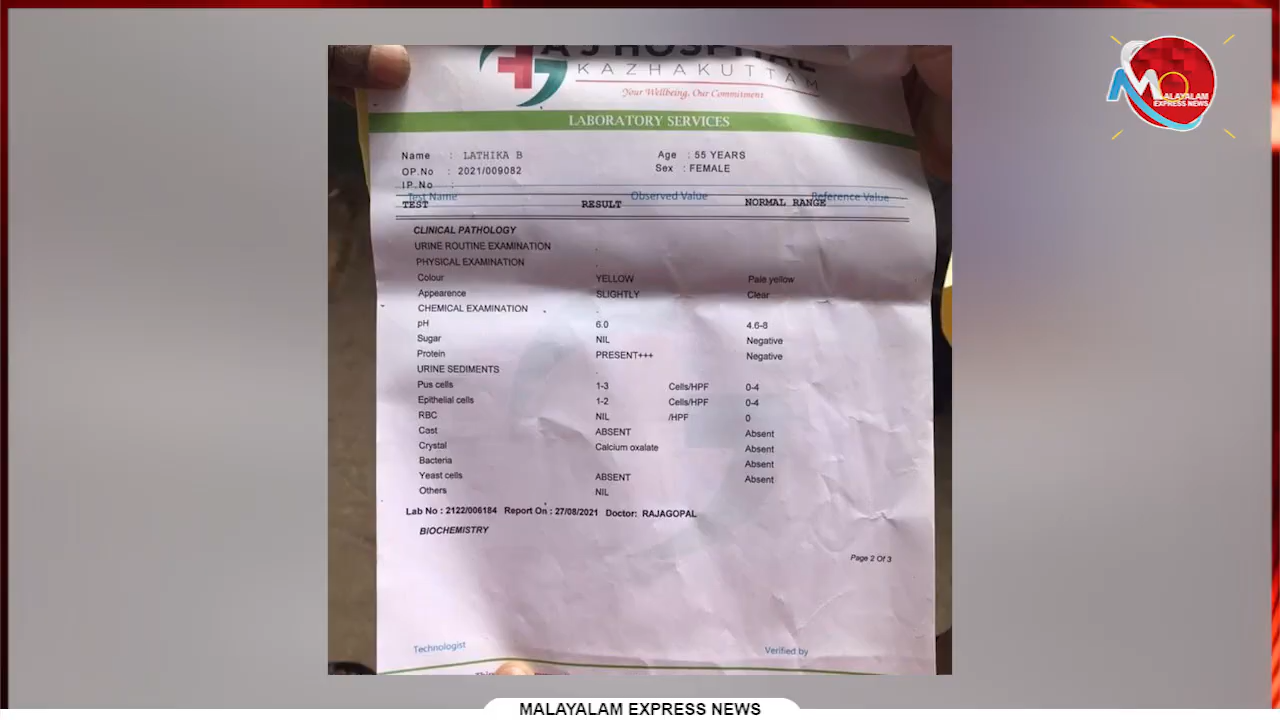 A J HOSPITAL
KAZHAKUTTAM
Your Wellbeing, Our Commitment
MALAYALAM
EXPRESS NEWS
LABORATORY SERVICES
Name : LATHIKA B Age : 55 YEARS
OP.No : 2021/009082 Sex : FEMALE
IP.No :
Test Name Observed Value Reference Value
TEST RESULT NORMAL RANGE
CLINICAL PATHOLOGY
URINE ROUTINE EXAMINATION .
PHYSICAL EXAMINATION .
Colour YELLOW Pale yellow
Appearence SLIGHTLY Clear
CHEMICAL EXAMINATION .
pH 6.0 4.6-8
Sugar NIL Negative
Protein PRESENT+++ Negative
URINE SEDIMENTS .
Pus cells 1-3 Cells/HPF 0-4
Epithelial cells 1-2 Cells/HPF 0-4
RBC NIL /HPF 0
Cast ABSENT Absent
Crystal Calcium oxalate Absent
Bacteria Absent
Yeast cells ABSENT Absent
Others NIL
Lab No : 2122/006184 Report On : 27/08/2021 Doctor: RAJAGOPAL
BIOCHEMISTRY
Page 2 Of 3
Technologist Verified by
MALAYALAM EXPRESS NEWS